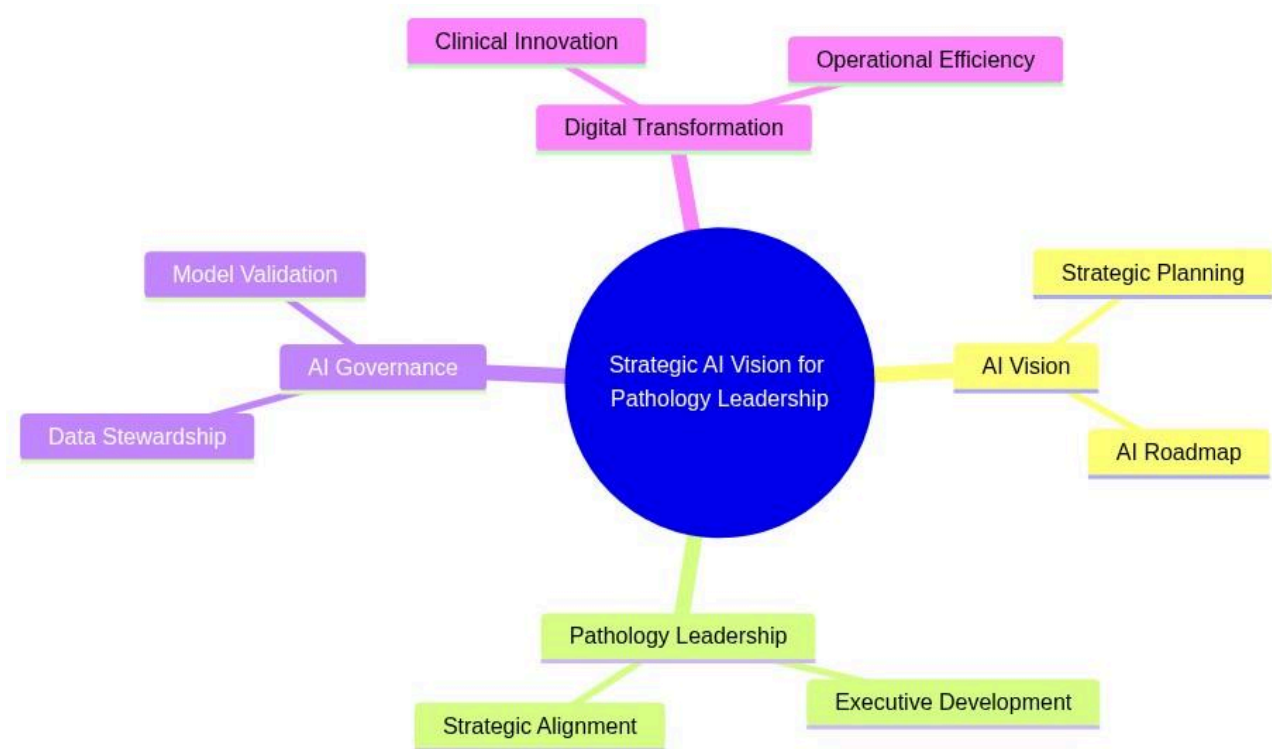 Clinical Innovation
Operational Efficiency
Digital Transformation
Model Validation
AI Governance
Data Stewardship
Strategic AI Vision for
Pathology Leadership
Strategic Planning
AI Vision
AI Roadmap
Pathology Leadership
Strategic Alignment
Executive Development